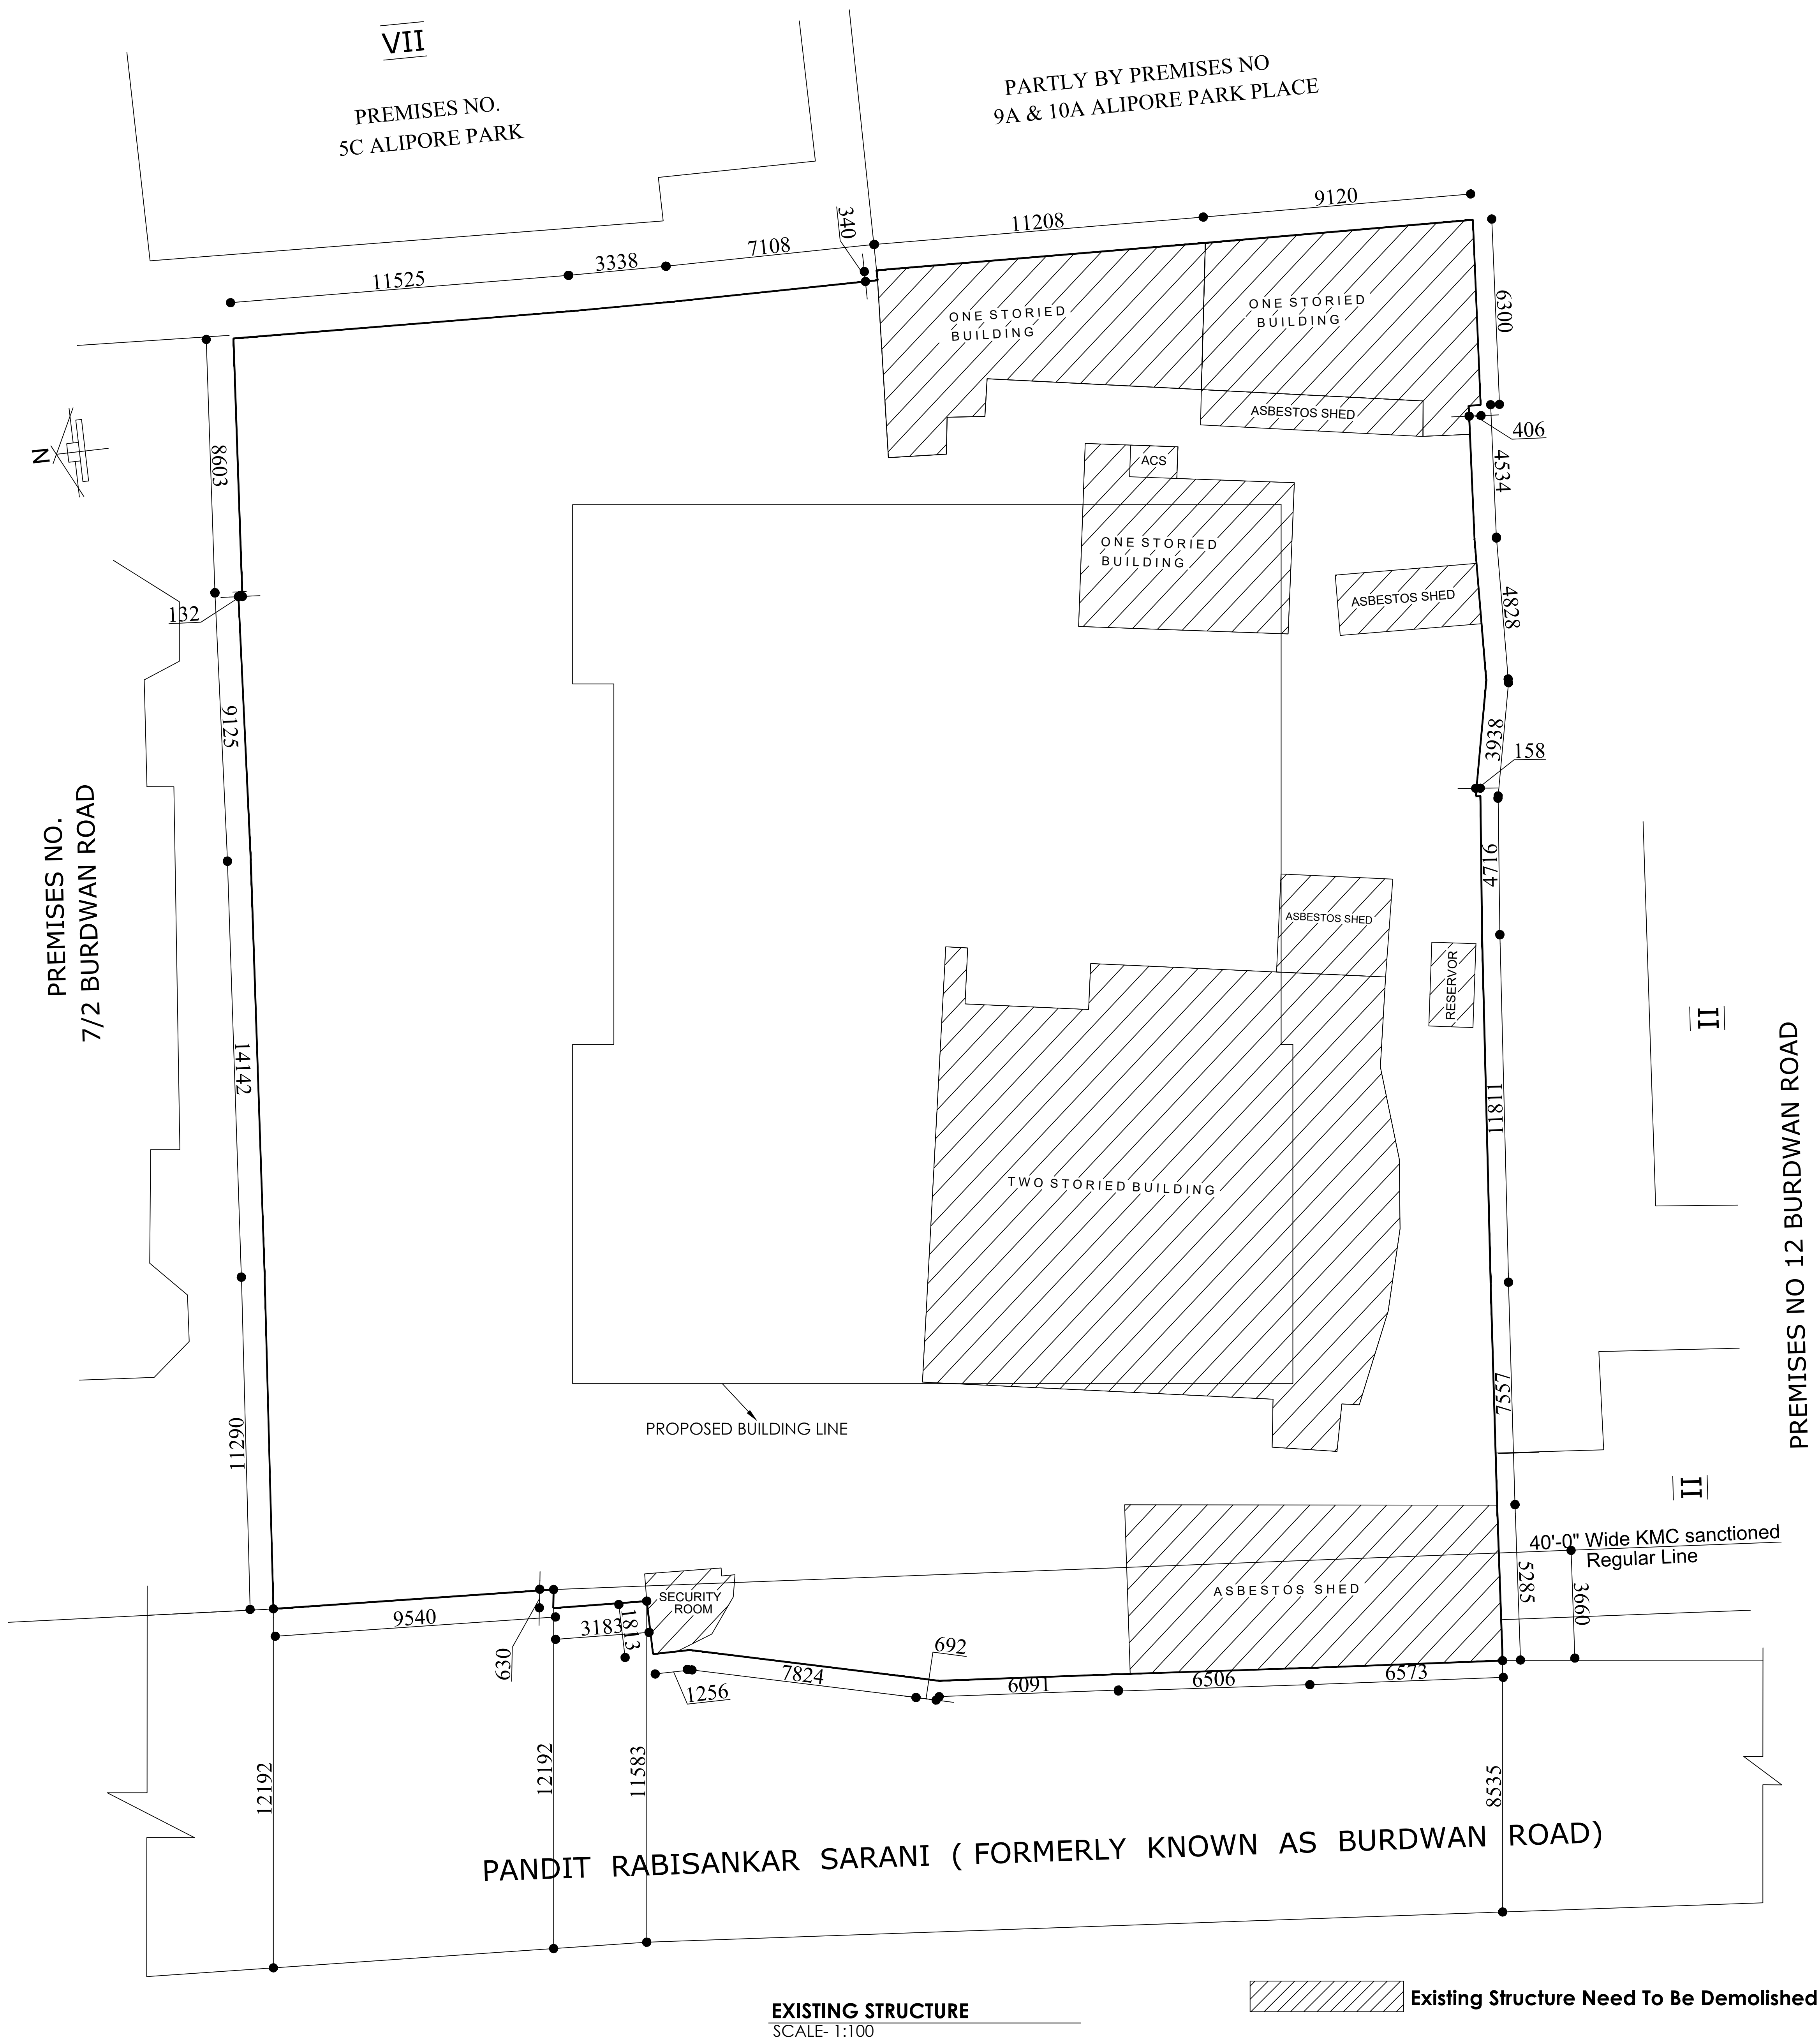 VII
PREMISES NO.
5C ALIPORE PARK
PARTLY BY PREMISES NO
9A & 10A ALIPORE PARK PLACE
9120
11208
340
7108
3338
11525
6300
ONE STORIED
BUILDING
ONE STORIED
BUILDING
ASBESTOS SHED
406
N
8603
ACS
4534
ONE STORIED
BUILDING
ASBESTOS SHED
4828
132
9125
3938
158
PREMISES NO.
7/2 BURDWAN ROAD
4716
ASBESTOS SHED
RESERVOR
II
14142
11811
PREMISES NO 12 BURDWAN ROAD
TWO STORIED BUILDING
7557
PROPOSED BUILDING LINE
11290
II
40'-0" Wide KMC sanctioned
Regular Line
ASBESTOS SHED
5285
3660
SECURITY
ROOM
9540
3183
1813
630
692
7824
1256
6091
6506
6573
12192
12192
11583
8535
PANDIT RABISANKAR SARANI ( FORMERLY KNOWN AS BURDWAN ROAD)
Existing Structure Need To Be Demolished
EXISTING STRUCTURE
SCALE- 1:100